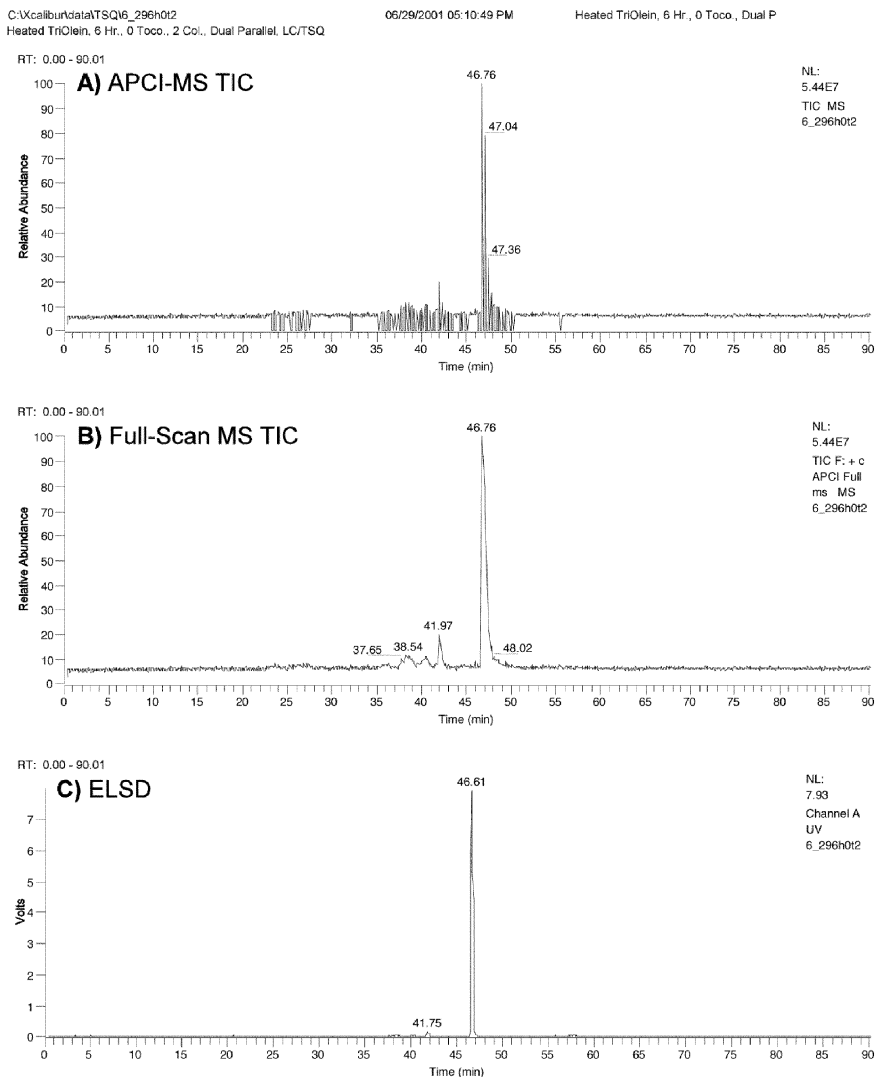 C:\Xcalibur\data\TSQ\6_296h0t2 06/29/2001 05:10:49 PM Heated TriOlein, 6 Hr., 0 Toco., Dual P
Heated TriOlein, 6 Hr., 0 Toco., 2 Col., Dual Parallel, LC/TSQ
RT: 0.00 - 90.01
A) APCI-MS TIC
NL:
5.44E7
TIC MS
6_296h0t2
46.76
47.04
47.36
100
90
80
70
60
50
40
30
20
10
0
Relative Abundance
0 5 10 15 20 25 30 35 40 45 50 55 60 65 70 75 80 85 90
Time (min)
RT: 0.00 - 90.01
B) Full-Scan MS TIC
NL:
5.44E7
TIC F: + c
APCI Full
ms MS
6_296h0t2
46.76
41.97
37.65 38.54
48.02
100
90
80
70
60
50
40
30
20
10
0
Relative Abundance
0 5 10 15 20 25 30 35 40 45 50 55 60 65 70 75 80 85 90
Time (min)
RT: 0.00 - 90.01
C) ELSD
NL:
7.93
Channel A
UV
6_296h0t2
46.61
41.75
7
6
5
4
3
2
1
0
Volts
0 5 10 15 20 25 30 35 40 45 50 55 60 65 70 75 80 85 90
Time (min)